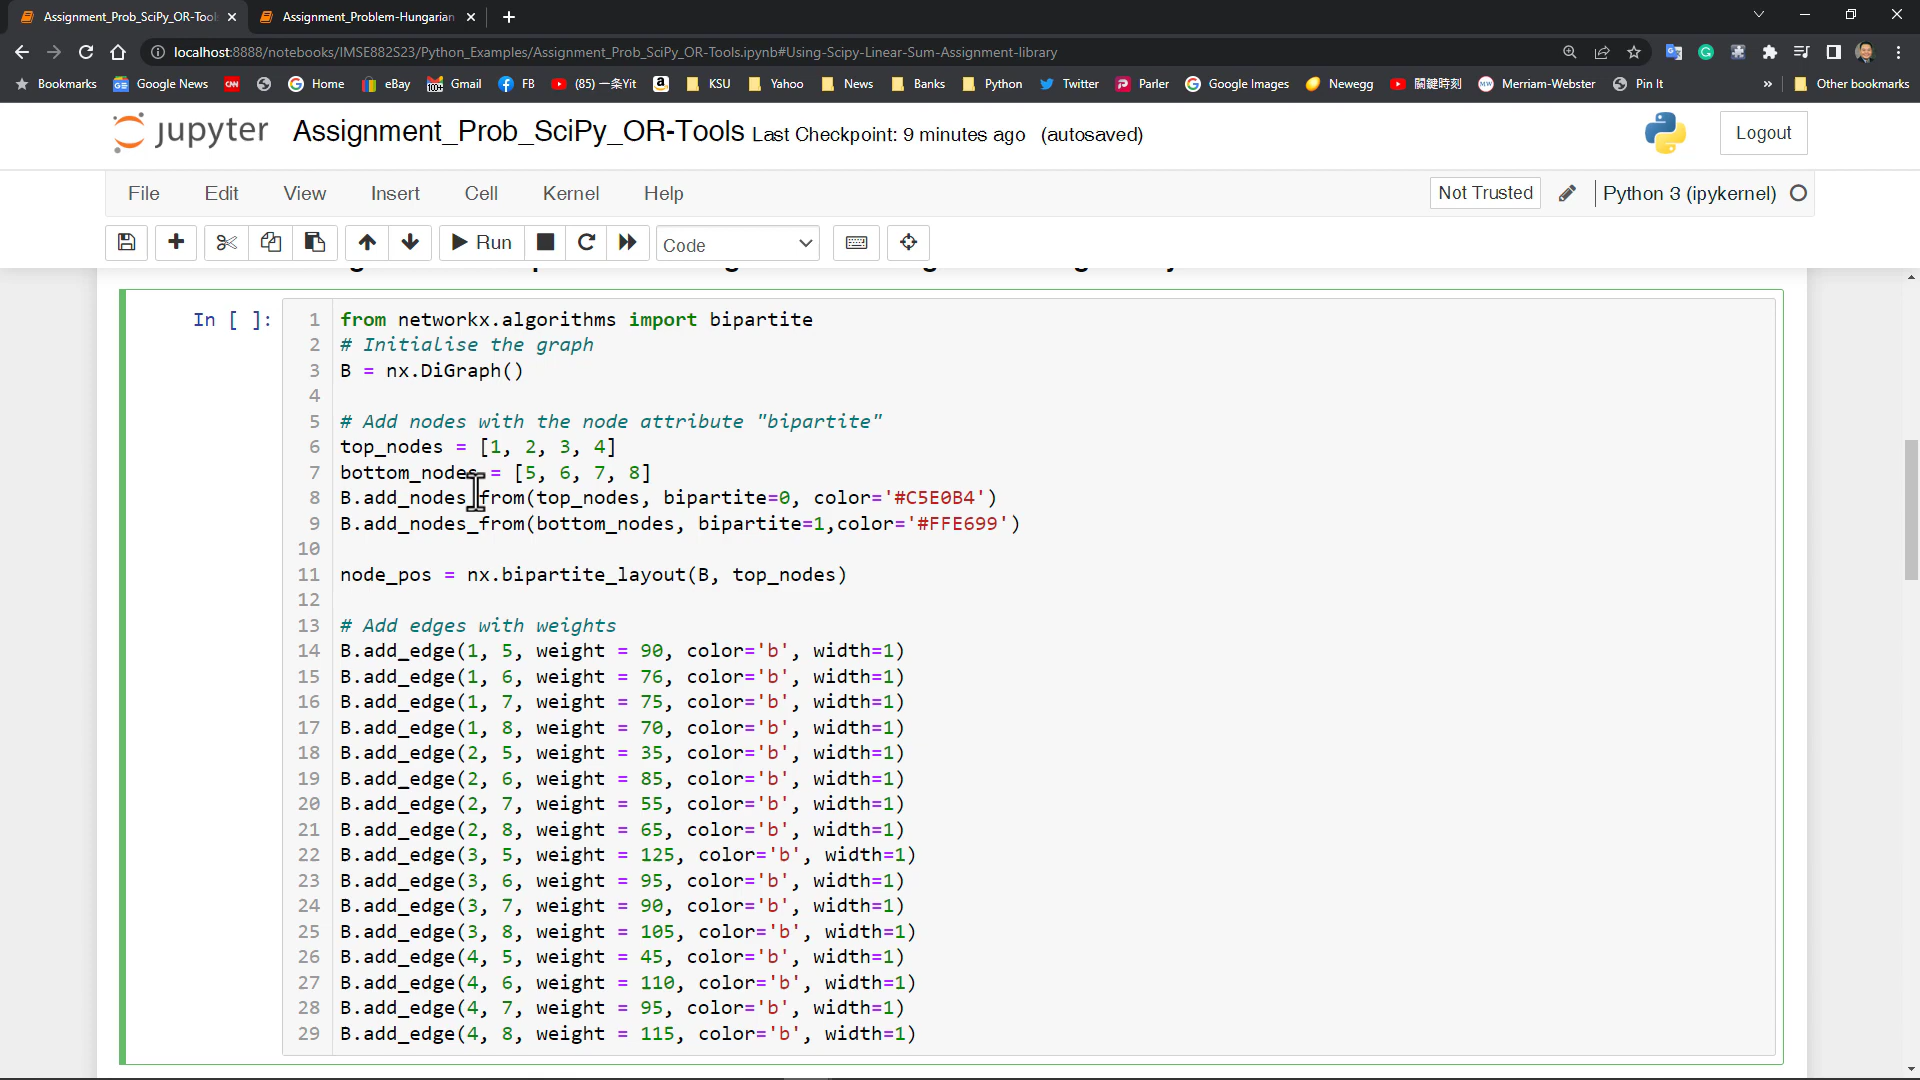 Assignment_Prob_SciPy_OR-Tool
Assignment_Problem-Hungarian
localhost:8888/notebooks/IMSE882S23/Python_Examples/Assignment_Prob_SciPy_OR-Tools.ipynb#Using-Scipy-Linear-Sum-Assignment-library
Bookmarks Google News CNN Home eBay 100+ Gmail FB (85) 一条Yit KSU Yahoo News Banks Python Twitter Parler Google Images Newegg 關鍵時刻 Merriam-Webster Pin It » Other bookmarks
jupyter Assignment_Prob_SciPy_OR-Tools Last Checkpoint: 9 minutes ago (autosaved) Logout
File Edit View Insert Cell Kernel Help Not Trusted Python 3 (ipykernel)
Run Code
In [ ]:
1 from networkx.algorithms import bipartite
2 # Initialise the graph
3 B = nx.DiGraph()
4
5 # Add nodes with the node attribute "bipartite"
6 top_nodes = [1, 2, 3, 4]
7 bottom_nodes = [5, 6, 7, 8]
8 B.add_nodes_from(top_nodes, bipartite=0, color='#C5E0B4')
9 B.add_nodes_from(bottom_nodes, bipartite=1,color='#FFE699')
10
11 node_pos = nx.bipartite_layout(B, top_nodes)
12
13 # Add edges with weights
14 B.add_edge(1, 5, weight = 90, color='b', width=1)
15 B.add_edge(1, 6, weight = 76, color='b', width=1)
16 B.add_edge(1, 7, weight = 75, color='b', width=1)
17 B.add_edge(1, 8, weight = 70, color='b', width=1)
18 B.add_edge(2, 5, weight = 35, color='b', width=1)
19 B.add_edge(2, 6, weight = 85, color='b', width=1)
20 B.add_edge(2, 7, weight = 55, color='b', width=1)
21 B.add_edge(2, 8, weight = 65, color='b', width=1)
22 B.add_edge(3, 5, weight = 125, color='b', width=1)
23 B.add_edge(3, 6, weight = 95, color='b', width=1)
24 B.add_edge(3, 7, weight = 90, color='b', width=1)
25 B.add_edge(3, 8, weight = 105, color='b', width=1)
26 B.add_edge(4, 5, weight = 45, color='b', width=1)
27 B.add_edge(4, 6, weight = 110, color='b', width=1)
28 B.add_edge(4, 7, weight = 95, color='b', width=1)
29 B.add_edge(4, 8, weight = 115, color='b', width=1)